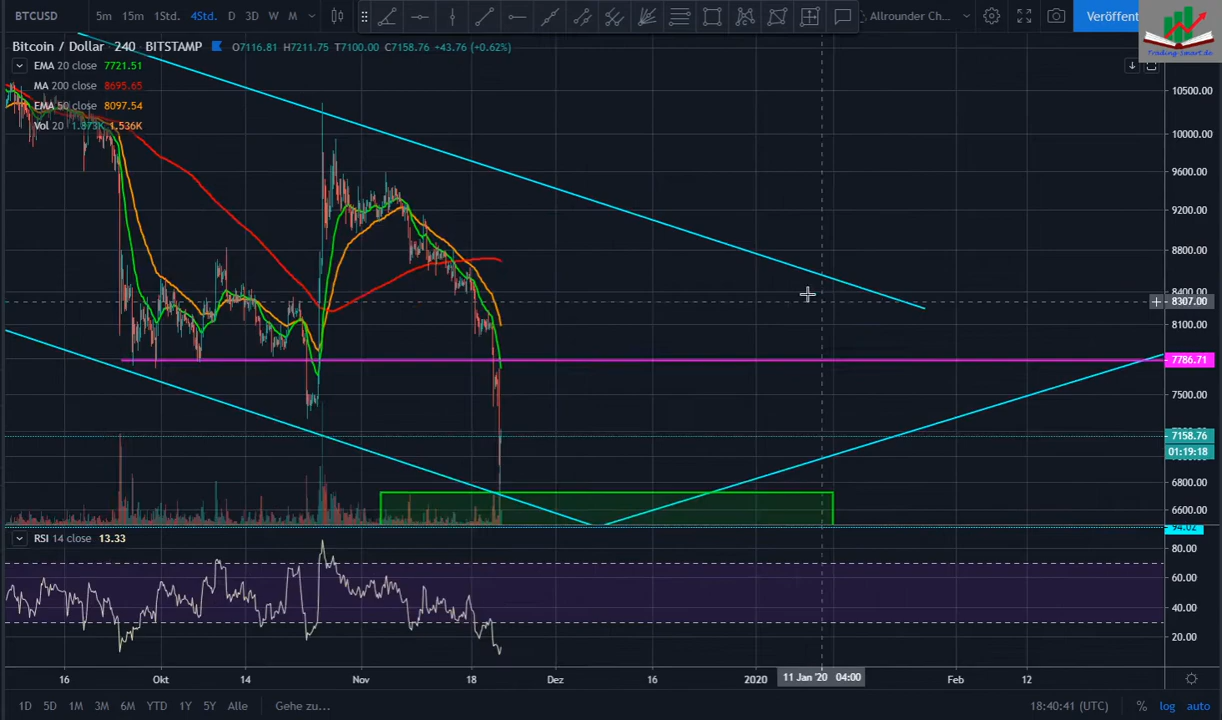 BTCUSD 5m 15m 1Std. 4Std. D 3D W M Allrounder Ch... Veröffent
Trading-Smart.de
Bitcoin / Dollar 240 BITSTAMP O7116.81 H7211.75 T7100.00 C7158.76 +43.76 (+0.62%)
EMA 20 close 7721.51
MA 200 close 8695.65
EMA 50 close 8097.54
Vol 20 1.873K 1.536K
10500.00
10000.00
9600.00
9200.00
8800.00
8400.00
8307.00
8100.00
7786.71
7500.00
7158.76
01:19:18
6800.00
6600.00
94.02
RSI 14 close 13.33
80.00
60.00
40.00
20.00
16 Okt 14 Nov 18 Dez 16 2020 11 Jan '20 04:00 Feb 12
1D 5D 1M 3M 6M YTD 1Y 5Y Alle Gehe zu... 18:40:41 (UTC) % log auto